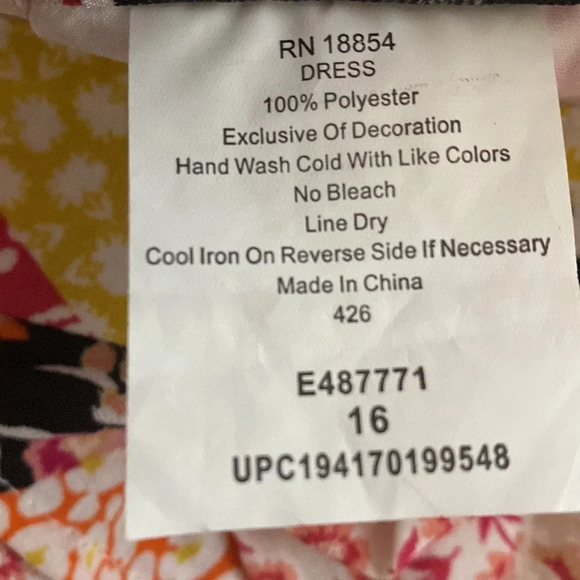 RN 18854
DRESS
100% Polyester
Exclusive Of Decoration
Hand Wash Cold With Like Colors
No Bleach
Line Dry
Cool Iron On Reverse Side If Necessary
Made In China
426
E487771
16
UPC194170199548